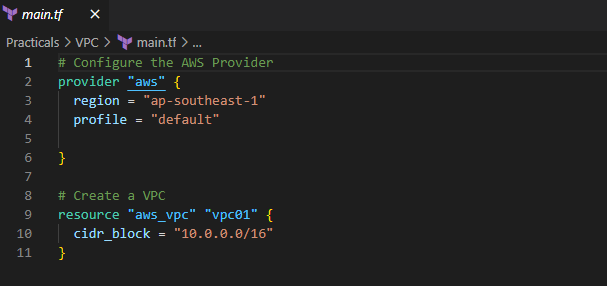 main.tf ×
Practicals > VPC > main.tf > ...
1 # Configure the AWS Provider
2 provider "aws" {
3   region = "ap-southeast-1"
4   profile = "default"
5
6 }
7
8 # Create a VPC
9 resource "aws_vpc" "vpc01" {
10   cidr_block = "10.0.0.0/16"
11 }